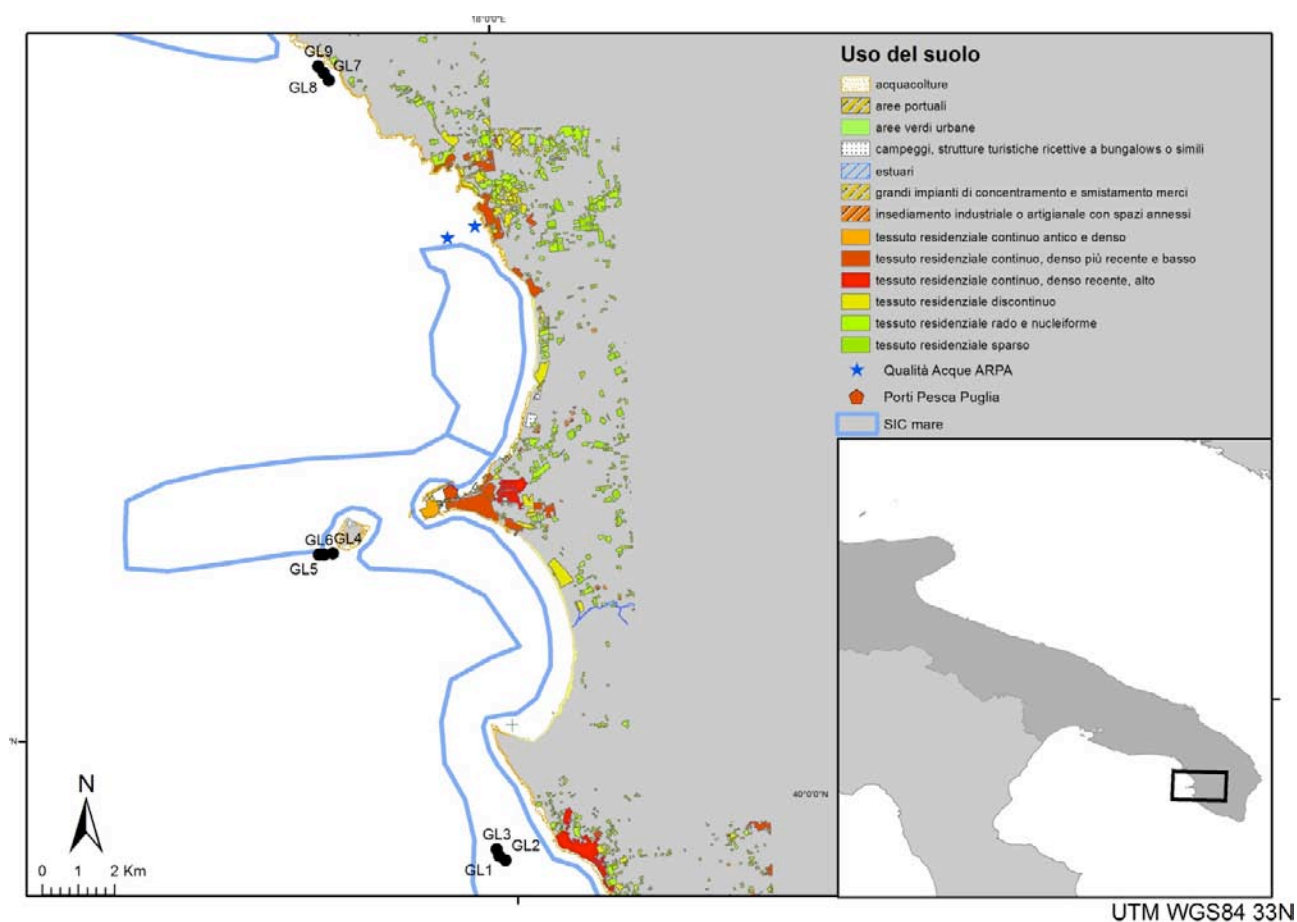 18°0'0"E
GL9
GL7
GL8
Uso del suolo
acquacolture
aree portuali
aree verdi urbane
campeggi, strutture turistiche ricettive a bungalows o simili
estuari
grandi impianti di concentramento e smistamento merci
insediamento industriale o artigianale con spazi annessi
tessuto residenziale continuo antico e denso
tessuto residenziale continuo, denso più recente e basso
tessuto residenziale continuo, denso recente, alto
tessuto residenziale discontinuo
tessuto residenziale rado e nucleiforme
tessuto residenziale sparso
Qualità Acque ARPA
Porti Pesca Puglia
SIC mare
GL6
GL4
GL5
"N
N
40°0'0"N
0 1 2 Km
GL3
GL2
GL1
UTM WGS84 33N